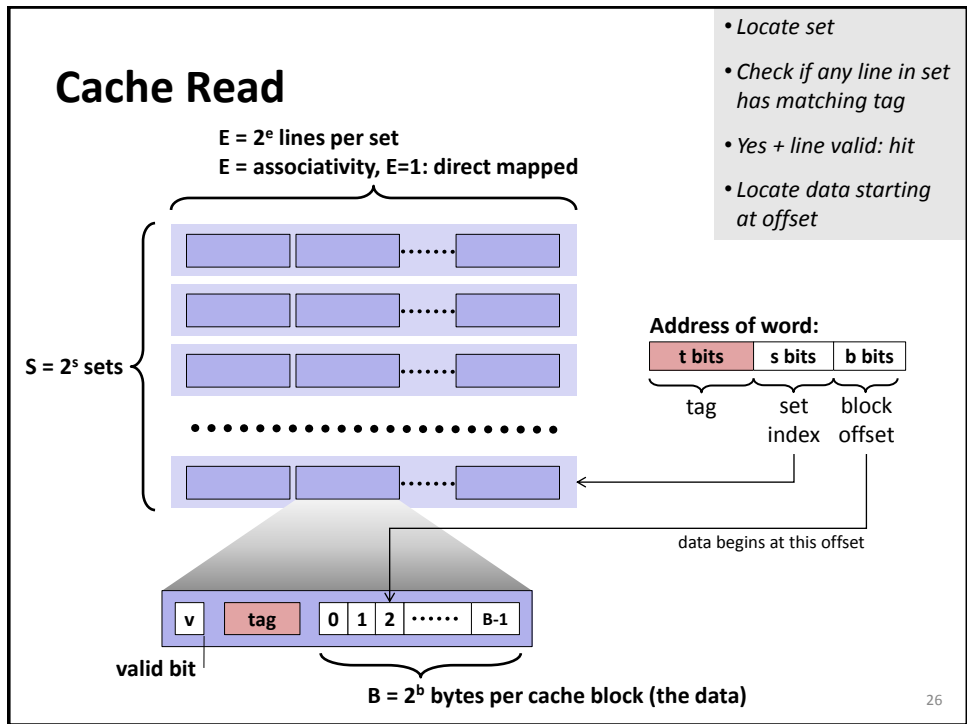 Cache Read
• Locate set
• Check if any line in set
has matching tag
• Yes + line valid: hit
• Locate data starting
at offset
E = 2ᵉ lines per set
E = associativity, E=1: direct mapped
S = 2ˢ sets
Address of word:
t bits s bits b bits
tag set index block offset
data begins at this offset
v tag 0 1 2 •••••• B-1
valid bit
B = 2ᵇ bytes per cache block (the data)
26